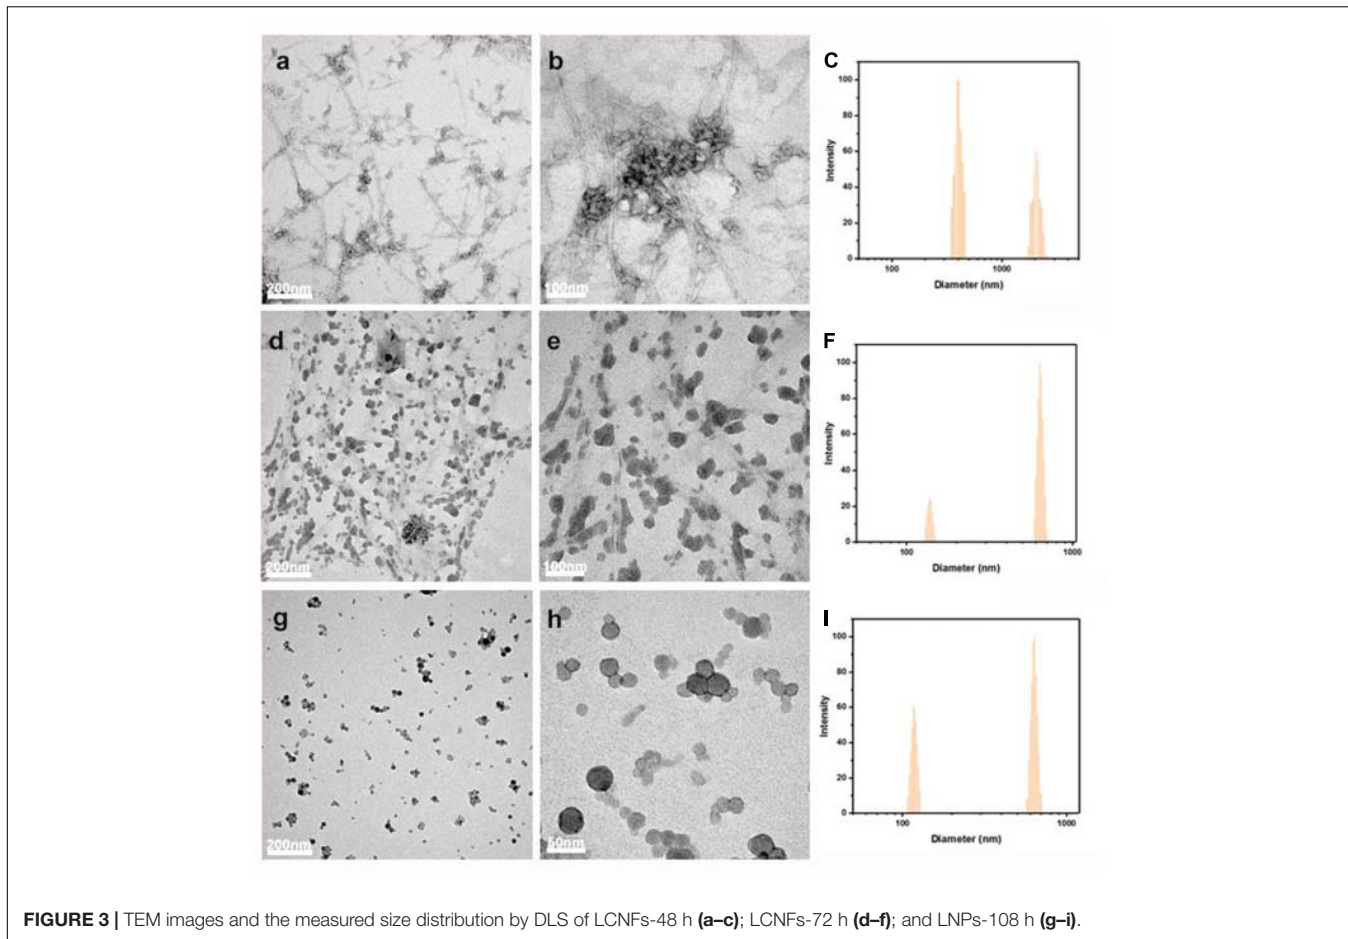 a
200nm
b
100nm
C
100
80
60
40
20
0
Intensity
100
1000
Diameter (nm)
d
200nm
e
100nm
F
100
80
60
40
20
0
Intensity
100
1000
Diameter (nm)
g
200nm
h
50nm
I
100
80
60
40
20
0
Intensity
100
1000
Diameter (nm)
FIGURE 3 | TEM images and the measured size distribution by DLS of LCNFs-48 h (a–c); LCNFs-72 h (d–f); and LNPs-108 h (g–i).